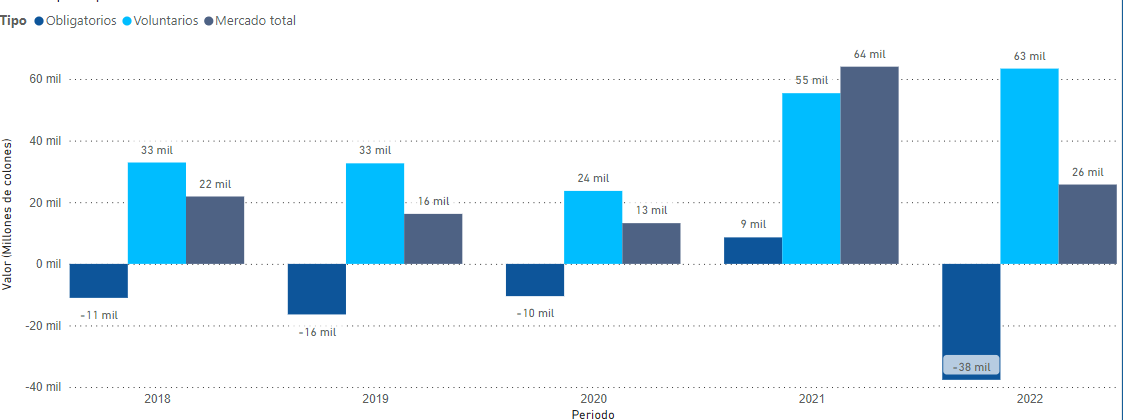 Tipo Obligatorios Voluntarios Mercado total
Valor (Millones de colones)
60 mil
40 mil
20 mil
0 mil
-20 mil
-40 mil
-11 mil
33 mil
22 mil
-16 mil
33 mil
16 mil
-10 mil
24 mil
13 mil
9 mil
55 mil
64 mil
-38 mil
63 mil
26 mil
2018 2019 2020 2021 2022
Periodo